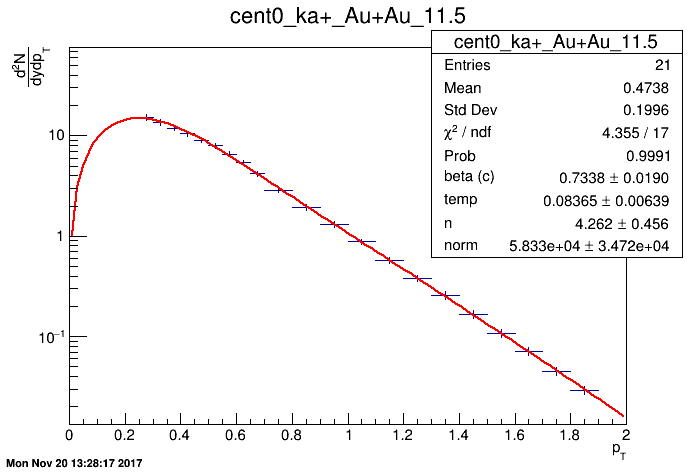 cent0_ka+_Au+Au_11.5
d²N
dydp_T
cent0_ka+_Au+Au_11.5
Entries 21
Mean 0.4738
Std Dev 0.1996
χ² / ndf 4.355 / 17
Prob 0.9991
beta (c) 0.7338 ± 0.0190
temp 0.08365 ± 0.00639
n 4.262 ± 0.456
norm 5.833e+04 ± 3.472e+04
10
1
10⁻¹
0 0.2 0.4 0.6 0.8 1 1.2 1.4 1.6 1.8 2
p_T
Mon Nov 20 13:28:17 2017